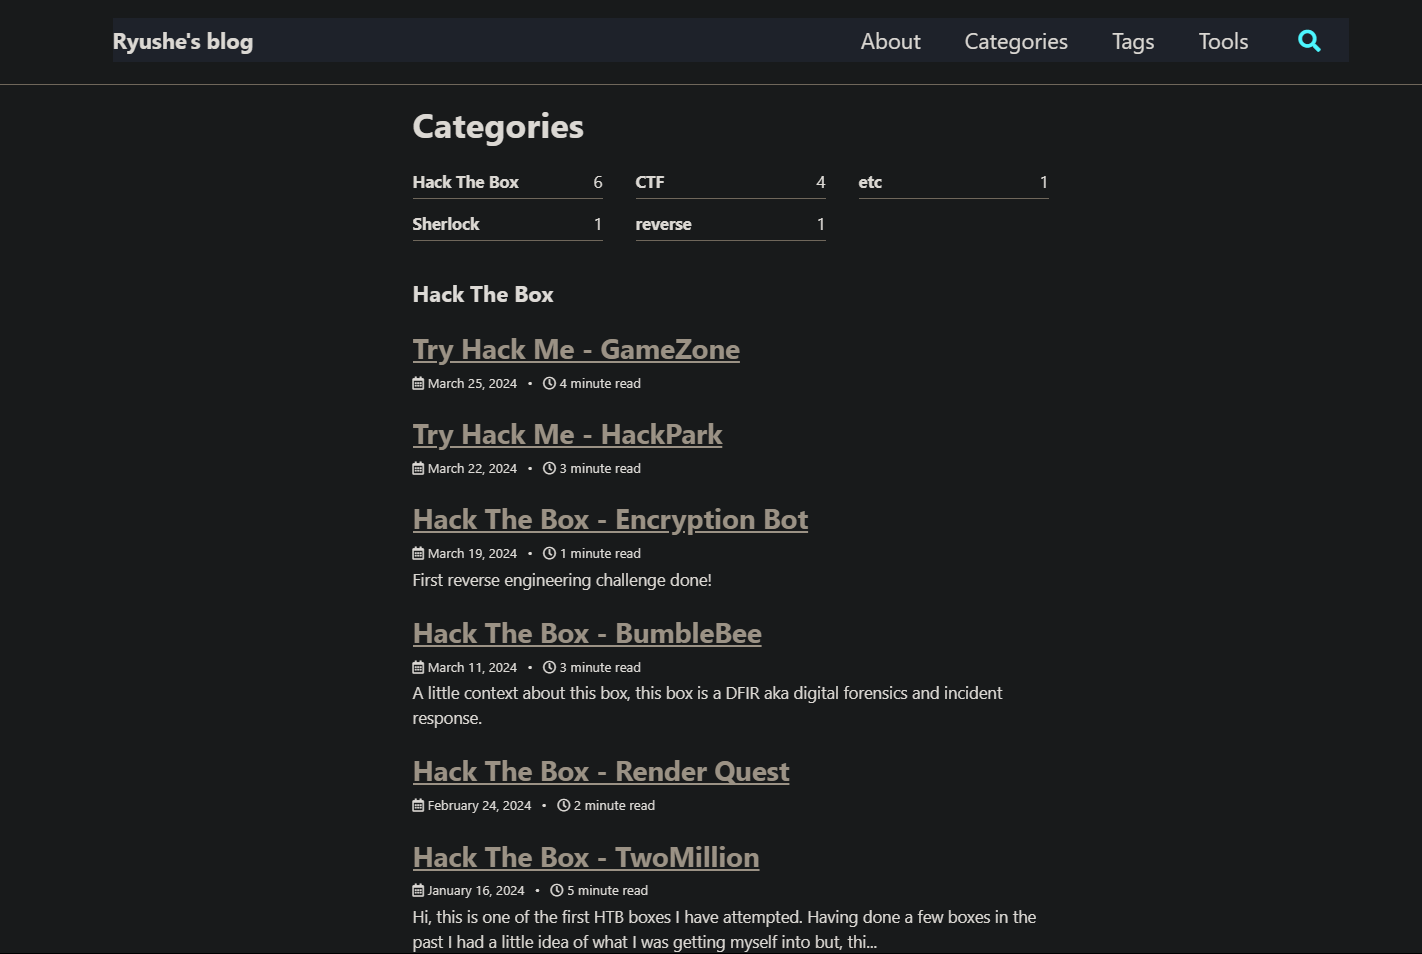 Ryushe's blog About Categories Tags Tools
Categories
Hack The Box 6 CTF 4 etc 1
Sherlock 1 reverse 1
Hack The Box
Try Hack Me - GameZone
March 25, 2024 • 4 minute read
Try Hack Me - HackPark
March 22, 2024 • 3 minute read
Hack The Box - Encryption Bot
March 19, 2024 • 1 minute read
First reverse engineering challenge done!
Hack The Box - BumbleBee
March 11, 2024 • 3 minute read
A little context about this box, this box is a DFIR aka digital forensics and incident
response.
Hack The Box - Render Quest
February 24, 2024 • 2 minute read
Hack The Box - TwoMillion
January 16, 2024 • 5 minute read
Hi, this is one of the first HTB boxes I have attempted. Having done a few boxes in the
past I had a little idea of what I was getting myself into but, thi...